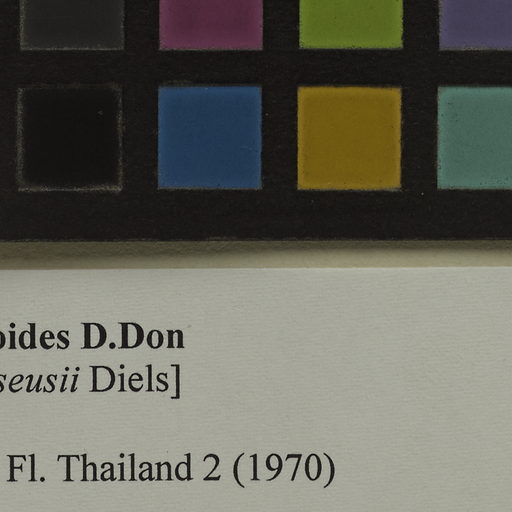 oides D.Don
seusii Diels]
Fl. Thailand 2 (1970)